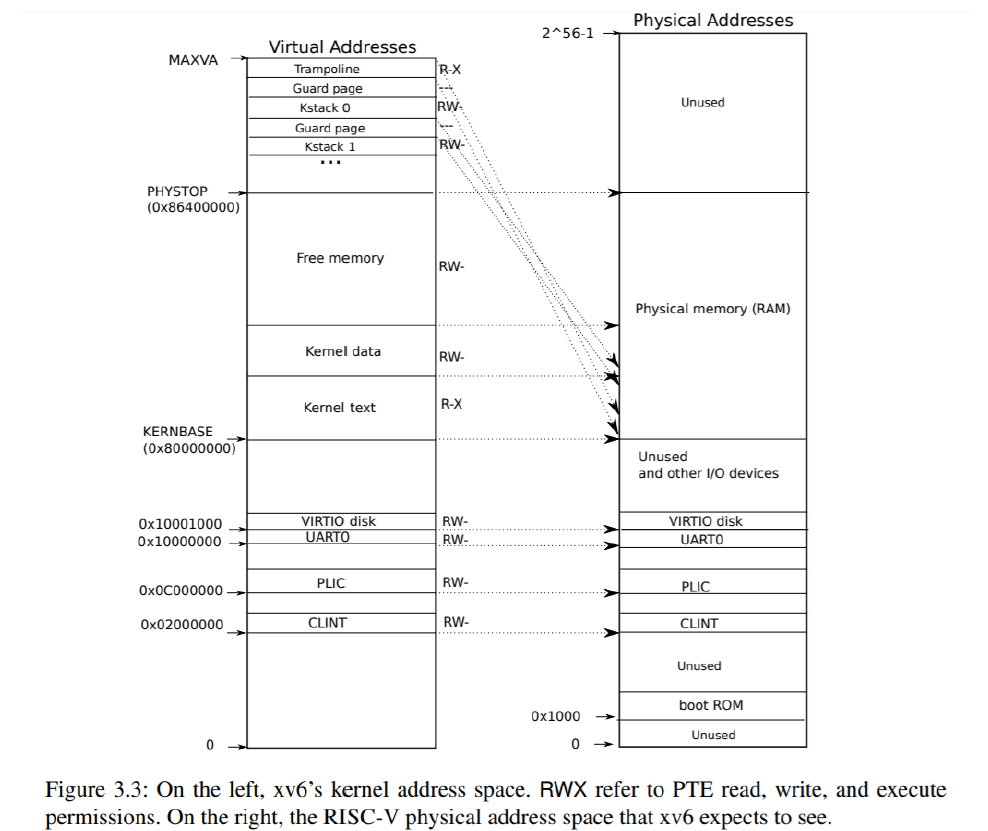 Physical Addresses
2^56-1
Virtual Addresses
MAXVA
Trampoline
R-X
Guard page
---
Kstack 0
RW-
Guard page
---
Kstack 1
RW-
...
Unused
PHYSTOP
(0x86400000)
Free memory
RW-
Physical memory (RAM)
Kernel data
RW-
Kernel text
R-X
KERNBASE
(0x80000000)
Unused
and other I/O devices
0x10001000
VIRTIO disk
RW-
VIRTIO disk
0x10000000
UART0
RW-
UART0
0x0C000000
PLIC
RW-
PLIC
0x02000000
CLINT
RW-
CLINT
Unused
boot ROM
0x1000
Unused
0
0
Figure 3.3: On the left, xv6’s kernel address space. RWX refer to PTE read, write, and execute
permissions. On the right, the RISC-V physical address space that xv6 expects to see.